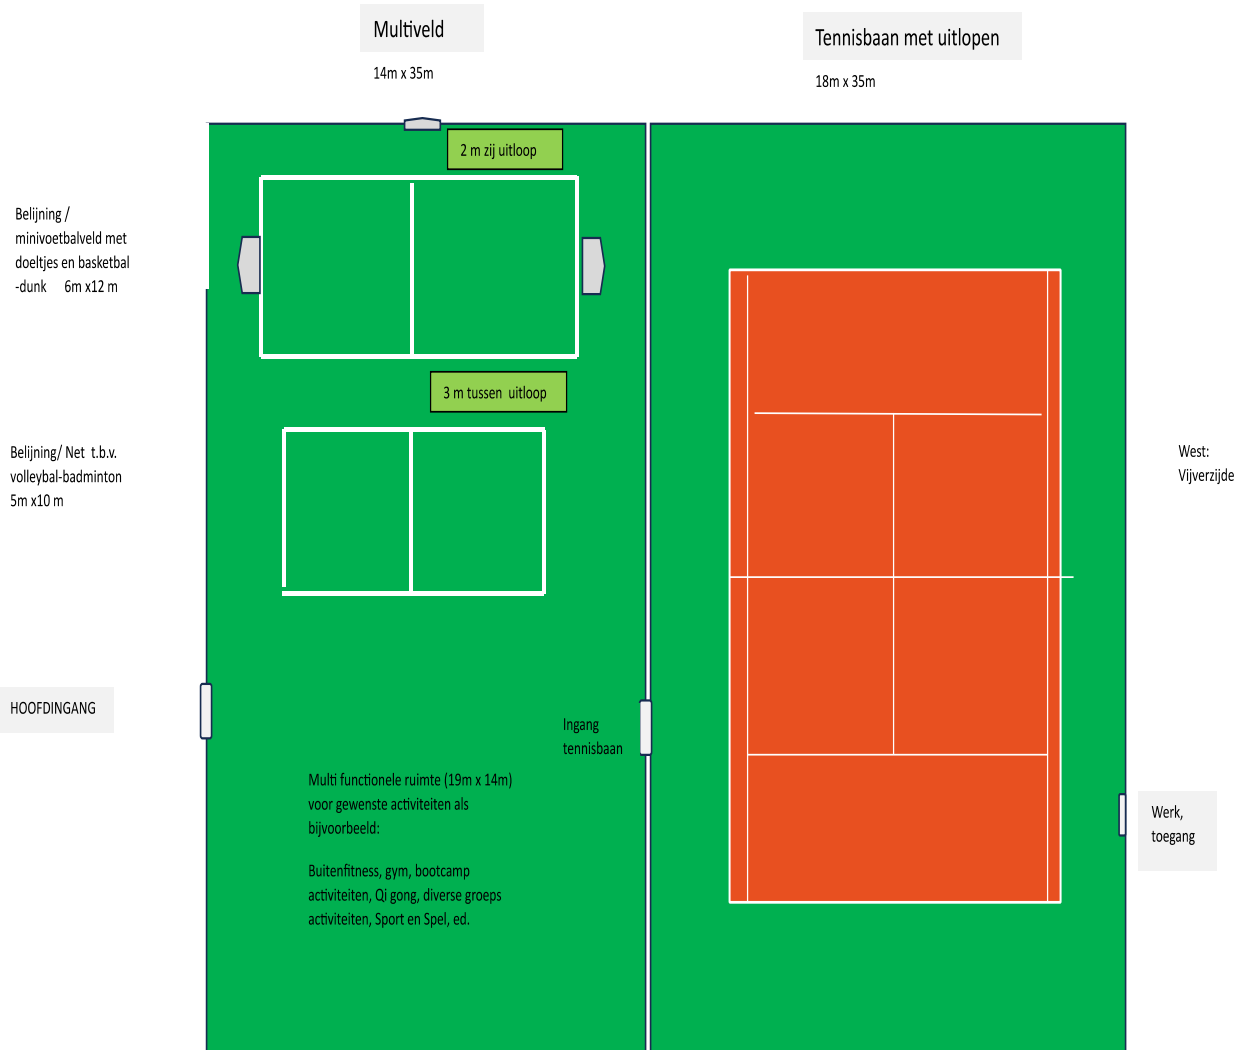 Multiveld
14m x 35m
Tennisbaan met uitlopen
18m x 35m
2 m zij uitloop
Belijning /
minivoetbalveld met
doeltjes en basketbal
-dunk 6m x12 m
3 m tussen uitloop
Belijning/ Net t.b.v.
volleybal-badminton
5m x10 m
West:
Vijverzijde
HOOFDINGANG
Ingang
tennisbaan
Multi functionele ruimte (19m x 14m)
voor gewenste activiteiten als
bijvoorbeeld:
Buitenfitness, gym, bootcamp
activiteiten, Qi gong, diverse groeps
activiteiten, Sport en Spel, ed.
Werk,
toegang